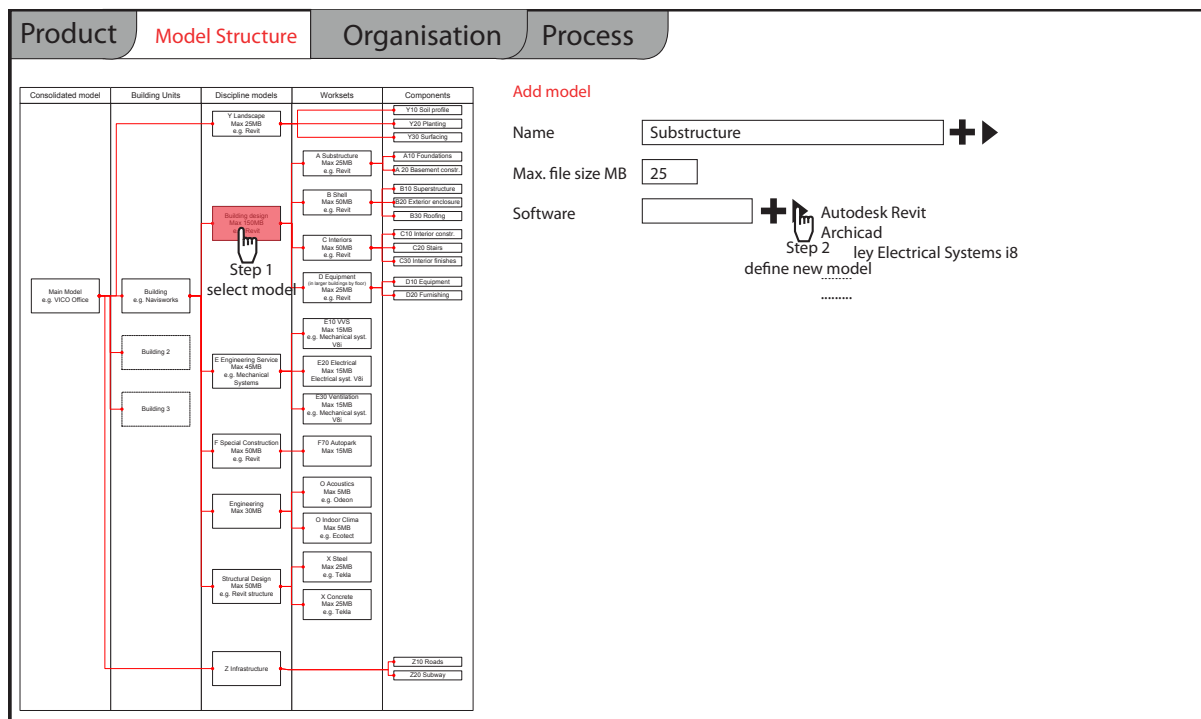 Product
Model Structure
Organisation
Process
Consolidated model
Building Units
Discipline models
Worksets
Components
Main Model
e.g. VICO Office
Building
e.g. Navisworks
Building 2
Building 3
Y Landscape
Max 25MB
e.g. Revit
Building design
Max 150MB
e.g. Revit
Step 1
select model
E Engineering Service
Max 45MB
e.g. Mechanical
Systems
F Special Construction
Max 50MB
e.g. Revit
Engineering
Max 30MB
Structural Design
Max 50MB
e.g. Revit structure
Z Infrastructure
A Substructure
Max 25MB
e.g. Revit
B Shell
Max 50MB
e.g. Revit
C Interiors
Max 50MB
e.g. Revit
D Equipment
(in larger buildings by floor)
Max 25MB
e.g. Revit
E10 VVS
Max 15MB
e.g. Mechanical syst.
V8i
E20 Electrical
Max 15MB
Electrical syst. V8i
E30 Ventilation
Max 15MB
e.g. Mechanical syst.
V8i
F70 Autopark
Max 15MB
O Acoustics
Max 5MB
e.g. Odeon
O Indoor Clima
Max 5MB
e.g. Ecotect
X Steel
Max 25MB
e.g. Tekla
X Concrete
Max 25MB
e.g. Tekla
Y10 Soil profile
Y20 Planting
Y30 Surfacing
A10 Foundations
A 20 Basement constr.
B10 Superstructure
B20 Exterior enclosure
B30 Roofing
C10 Interior constr.
C20 Stairs
C30 Interior finishes
D10 Equipment
D20 Furnishing
Z10 Roads
Z20 Subway
Add model
Name
Substructure
Max. file size MB
25
Software
Autodesk Revit
Archicad
ley Electrical Systems i8
.........
.........
Step 2
define new model